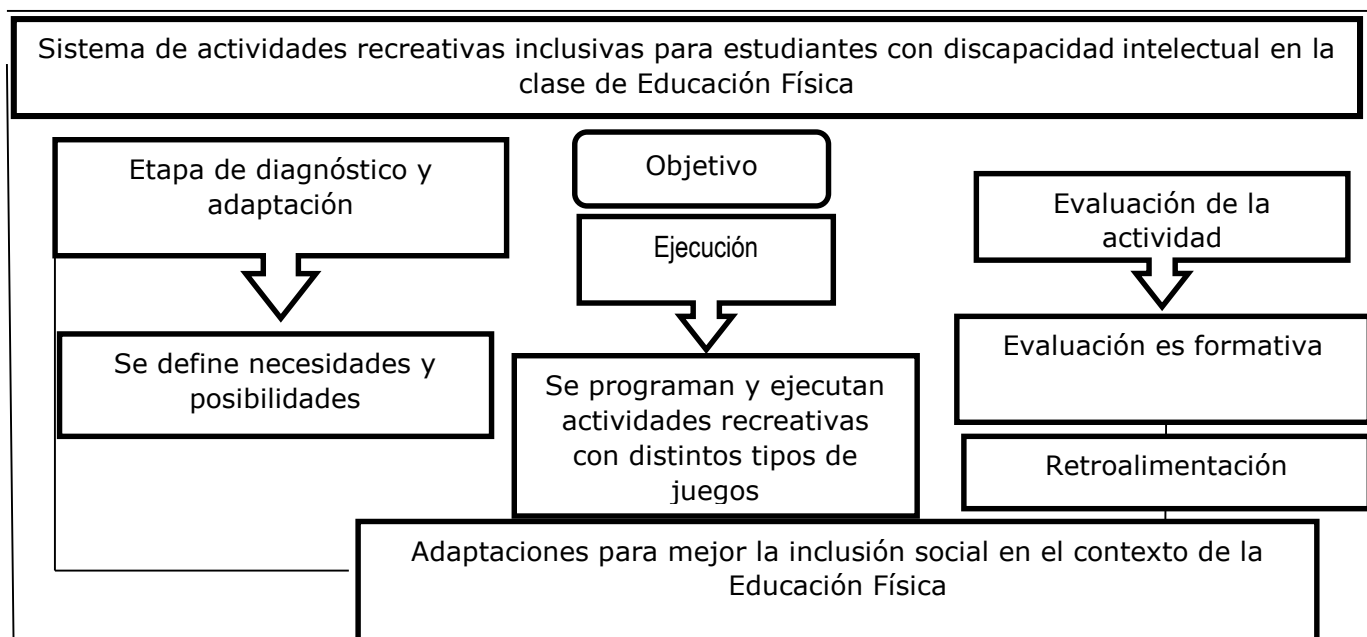 Sistema de actividades recreativas inclusivas para estudiantes con discapacidad intelectual en la
clase de Educación Física
Etapa de diagnóstico y
adaptación
Objetivo
Ejecución
Evaluación de la
actividad
Se define necesidades y
posibilidades
Se programan y ejecutan
actividades recreativas
con distintos tipos de
juegos
Evaluación es formativa
Retroalimentación
Adaptaciones para mejor la inclusión social en el contexto de la
Educación Física